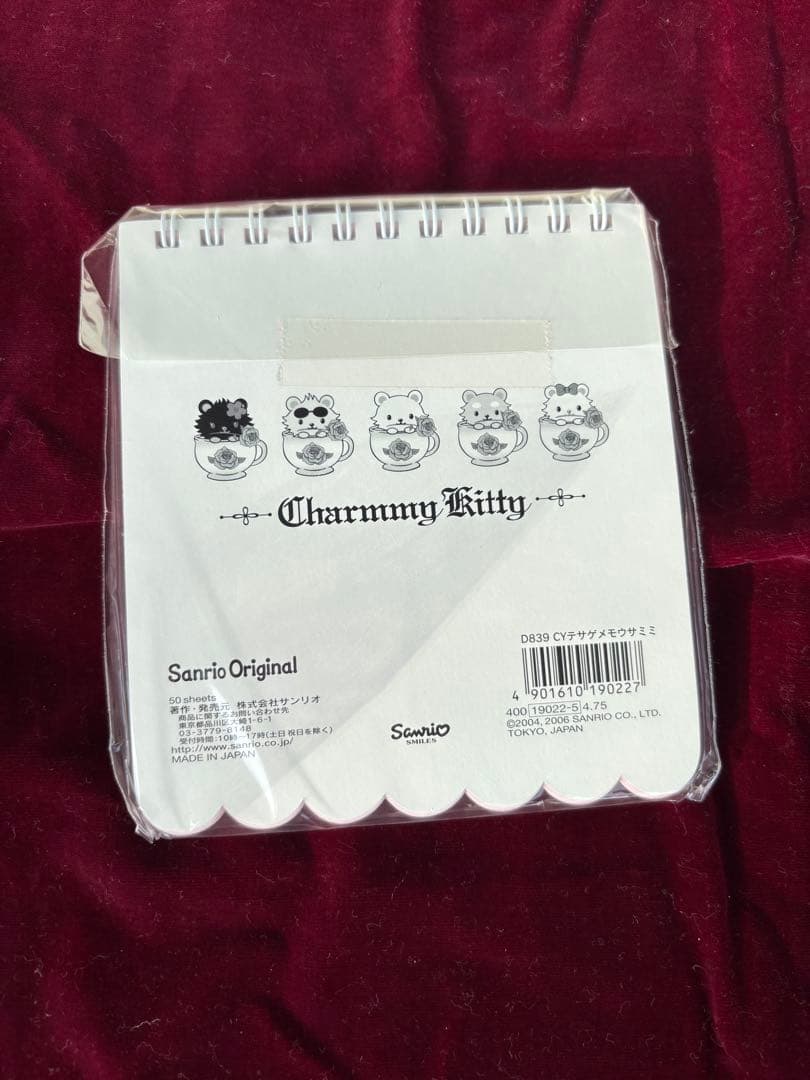 Charmmy Kitty
Sanrio Original
50 sheets
著作・発売元 株式会社サンリオ
商品に関するお問い合わせ先
東京都品川区大崎1-6-1
03-3779-8148
受付時間:10時〜17時(土日祝日を除く)
http://www.sanrio.co.jp/
MADE IN JAPAN
Sanrio
SMILES
D839 CYテサゲメモウサミミ
4 901610 190227
400 19022-5 4.75
©2004, 2006 SANRIO CO., LTD.
TOKYO, JAPAN